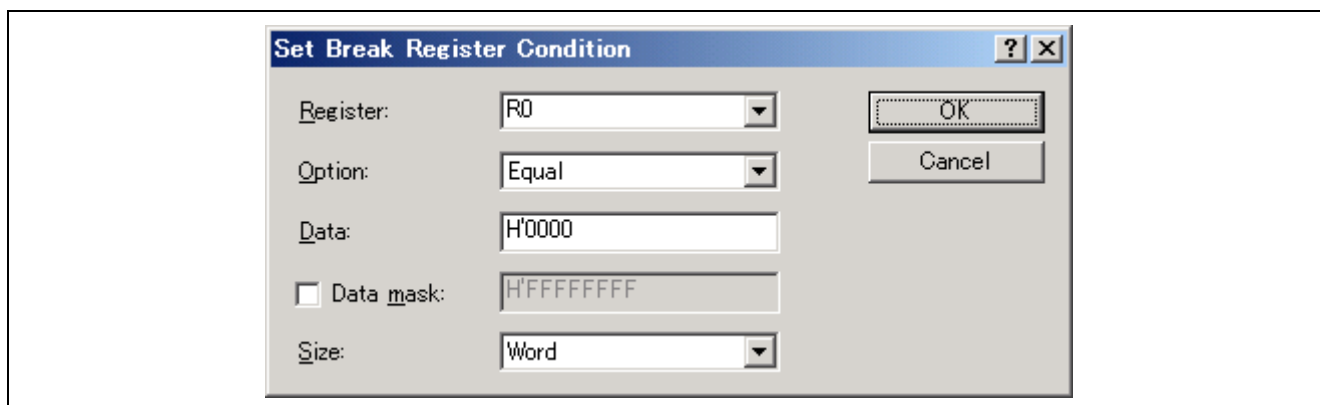 Set Break Register Condition
Register: R0 OK
Option: Equal Cancel
Data: H'0000
Data mask: H'FFFFFFFF
Size: Word